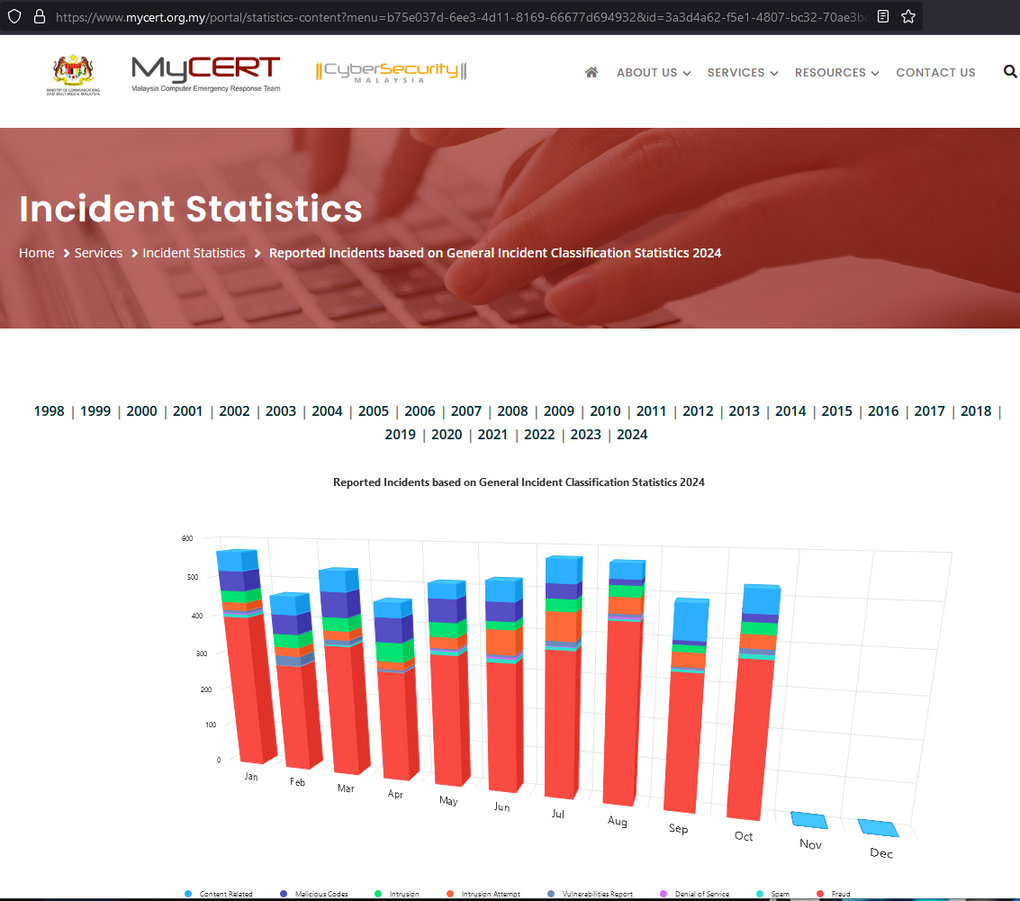 https://www.mycert.org.my/portal/statistics-content?menu=b75e037d-6ee3-4d11-8169-66677d694932&id=3a3d4a62-f5e1-4807-bc32-70ae3b
MINISTRY OF COMMUNICATIONS
AND MULTIMEDIA MALAYSIA
MyCERT
Malaysia Computer Emergency Response Team
CyberSecurity
MALAYSIA
ABOUT US
SERVICES
RESOURCES
CONTACT US
Incident Statistics
Home > Services > Incident Statistics > Reported Incidents based on General Incident Classification Statistics 2024
1998 | 1999 | 2000 | 2001 | 2002 | 2003 | 2004 | 2005 | 2006 | 2007 | 2008 | 2009 | 2010 | 2011 | 2012 | 2013 | 2014 | 2015 | 2016 | 2017 | 2018 |
2019 | 2020 | 2021 | 2022 | 2023 | 2024
Reported Incidents based on General Incident Classification Statistics 2024
600
500
400
300
200
100
0
Jan
Feb
Mar
Apr
May
Jun
Jul
Aug
Sep
Oct
Nov
Dec
Content Related
Malicious Codes
Intrusion
Intrusion Attempt
Vulnerabilities Report
Denial of Service
Spam
Fraud